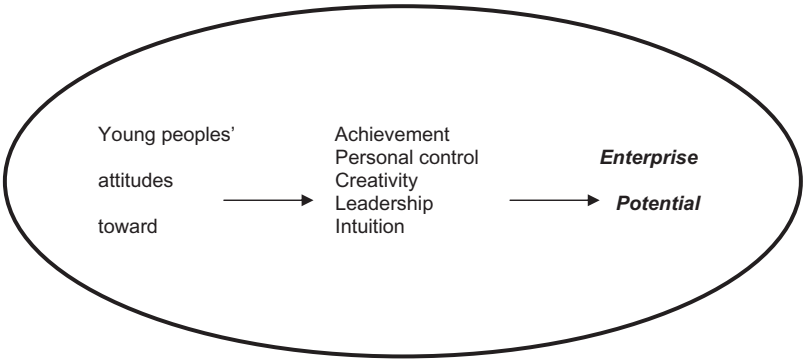 Young peoples’
attitudes
toward
Achievement
Personal control
Creativity
Leadership
Intuition
Enterprise
Potential